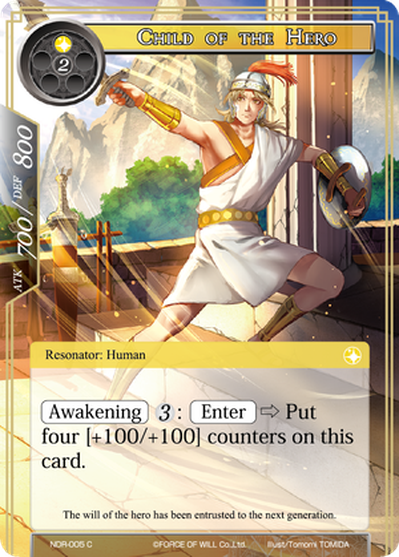 Child of the Hero
2
ATK 700 / DEF 800
Resonator: Human
Awakening 3 : Enter ⇨ Put
four [+100/+100] counters on this
card.
The will of the hero has been entrusted to the next generation.
NOR-005 C ©FORCE OF WILL Co.,Ltd. Illust/Tomomi TOMIDA